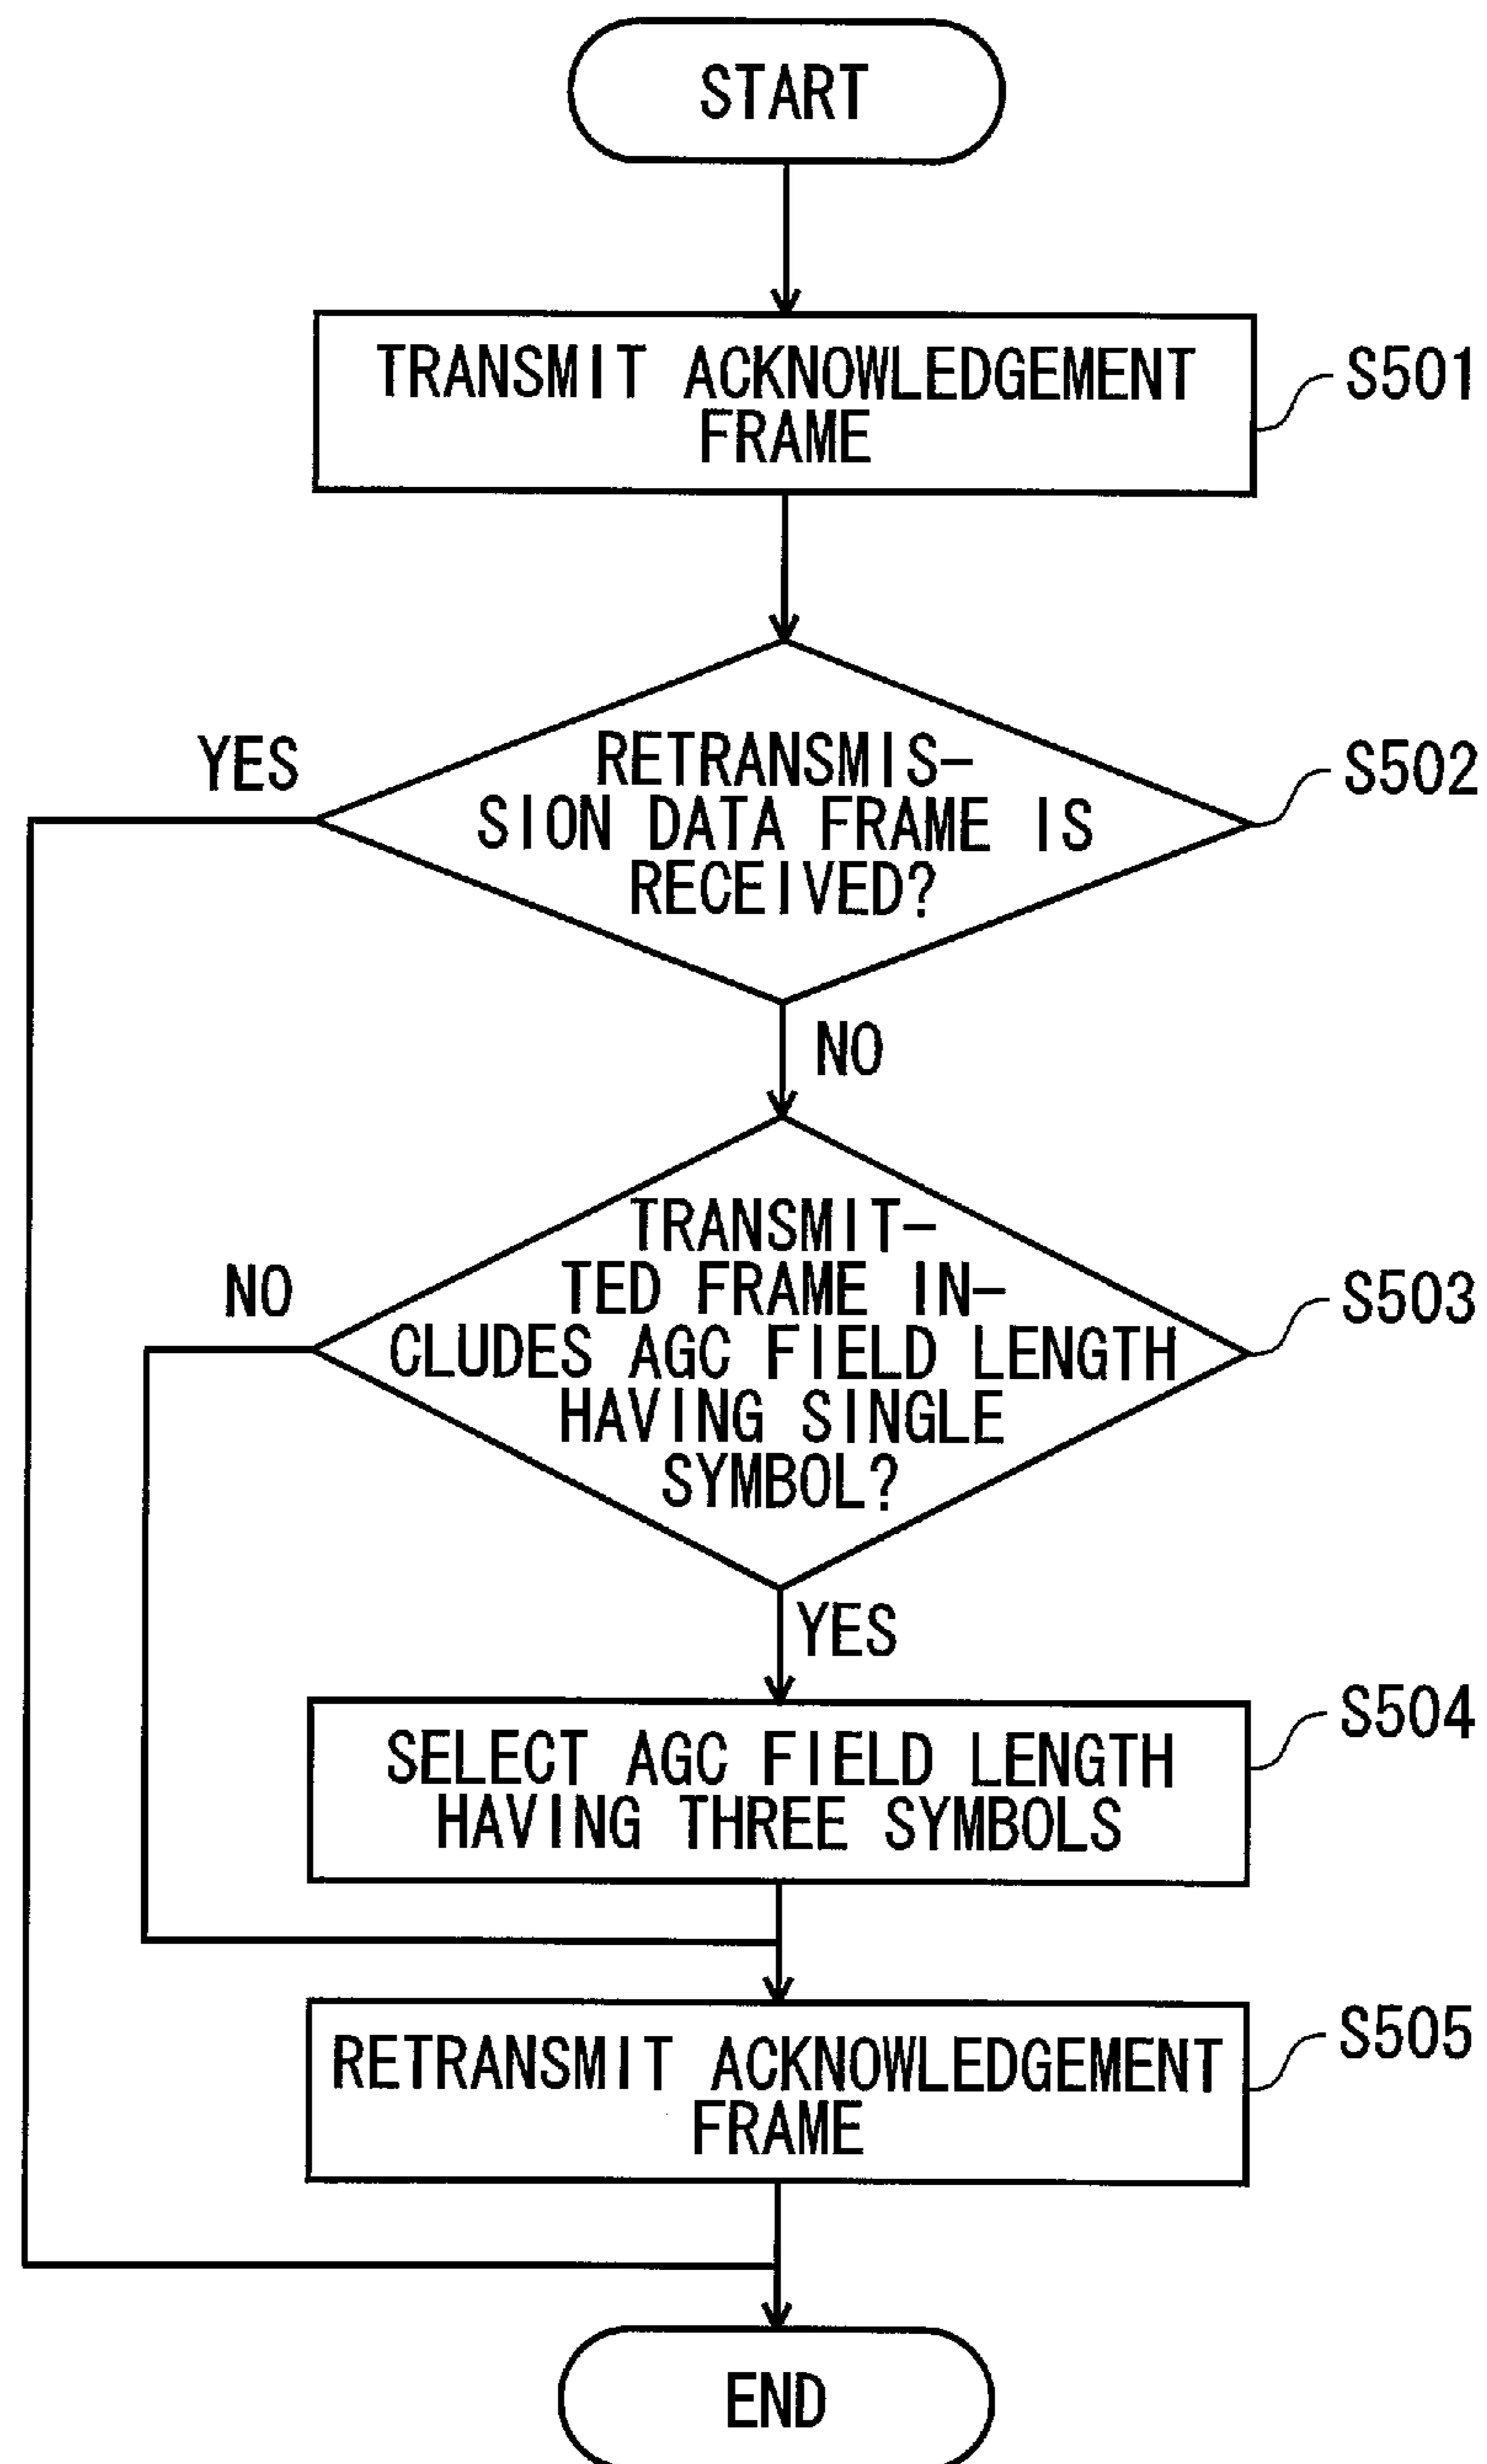 START
TRANSMIT ACKNOWLEDGEMENT
FRAME
S501
YES
RETRANSMIS-
SION DATA FRAME IS
RECEIVED?
S502
NO
NO
TRANSMIT-
TED FRAME IN-
CLUDES AGC FIELD LENGTH
HAVING SINGLE
SYMBOL?
S503
YES
SELECT AGC FIELD LENGTH
HAVING THREE SYMBOLS
S504
RETRANSMIT ACKNOWLEDGEMENT
FRAME
S505
END